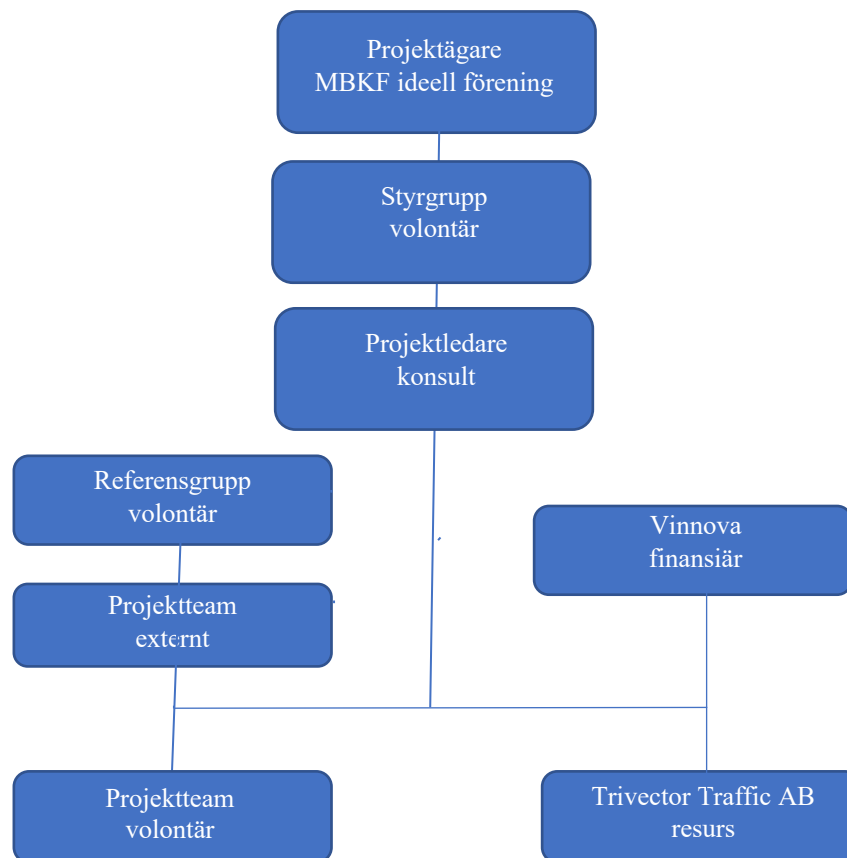 Projektägare
MBKF ideell förening
Styrgrupp
volontär
Projektledare
konsult
Referensgrupp
volontär
Vinnova
finansiär
Projektteam
externt
Projektteam
volontär
Trivector Traffic AB
resurs